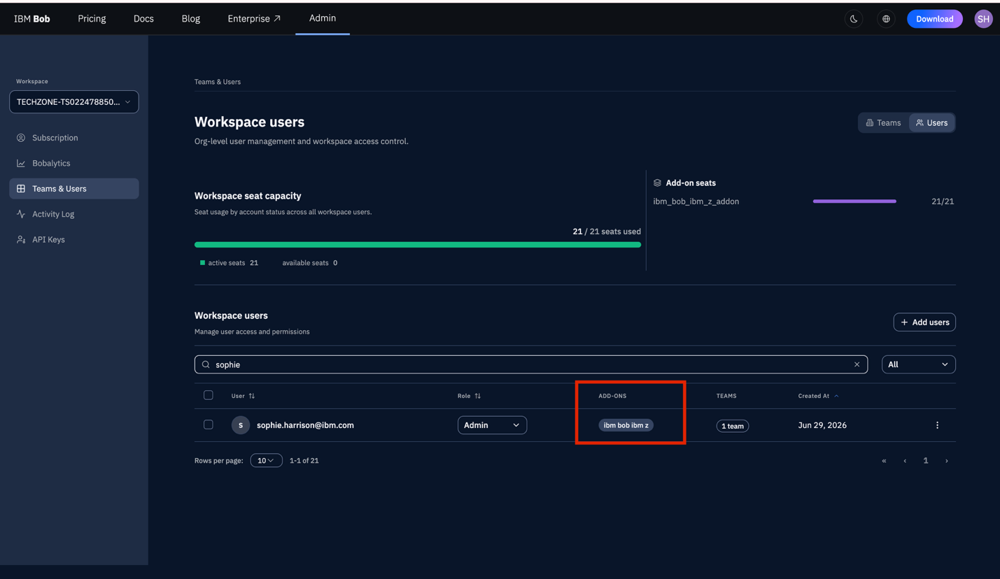 IBM Bob Pricing Docs Blog Enterprise ↗ Admin Download SH
Workspace
TECHZONE-TS022478850...
Subscription
Bobalytics
Teams & Users
Activity Log
API Keys
Teams & Users
Workspace users
Teams Users
Org-level user management and workspace access control.
Workspace seat capacity
Seat usage by account status across all workspace users.
21 / 21 seats used
active seats 21 available seats 0
Add-on seats
ibm_bob_ibm_z_addon 21/21
Workspace users
Manage user access and permissions
+ Add users
sophie All
User Role ADD-ONS TEAMS Created At
S sophie.harrison@ibm.com Admin ibm bob ibm z 1 team Jun 29, 2026
Rows per page: 10 1-1 of 21 « ‹ 1 ›